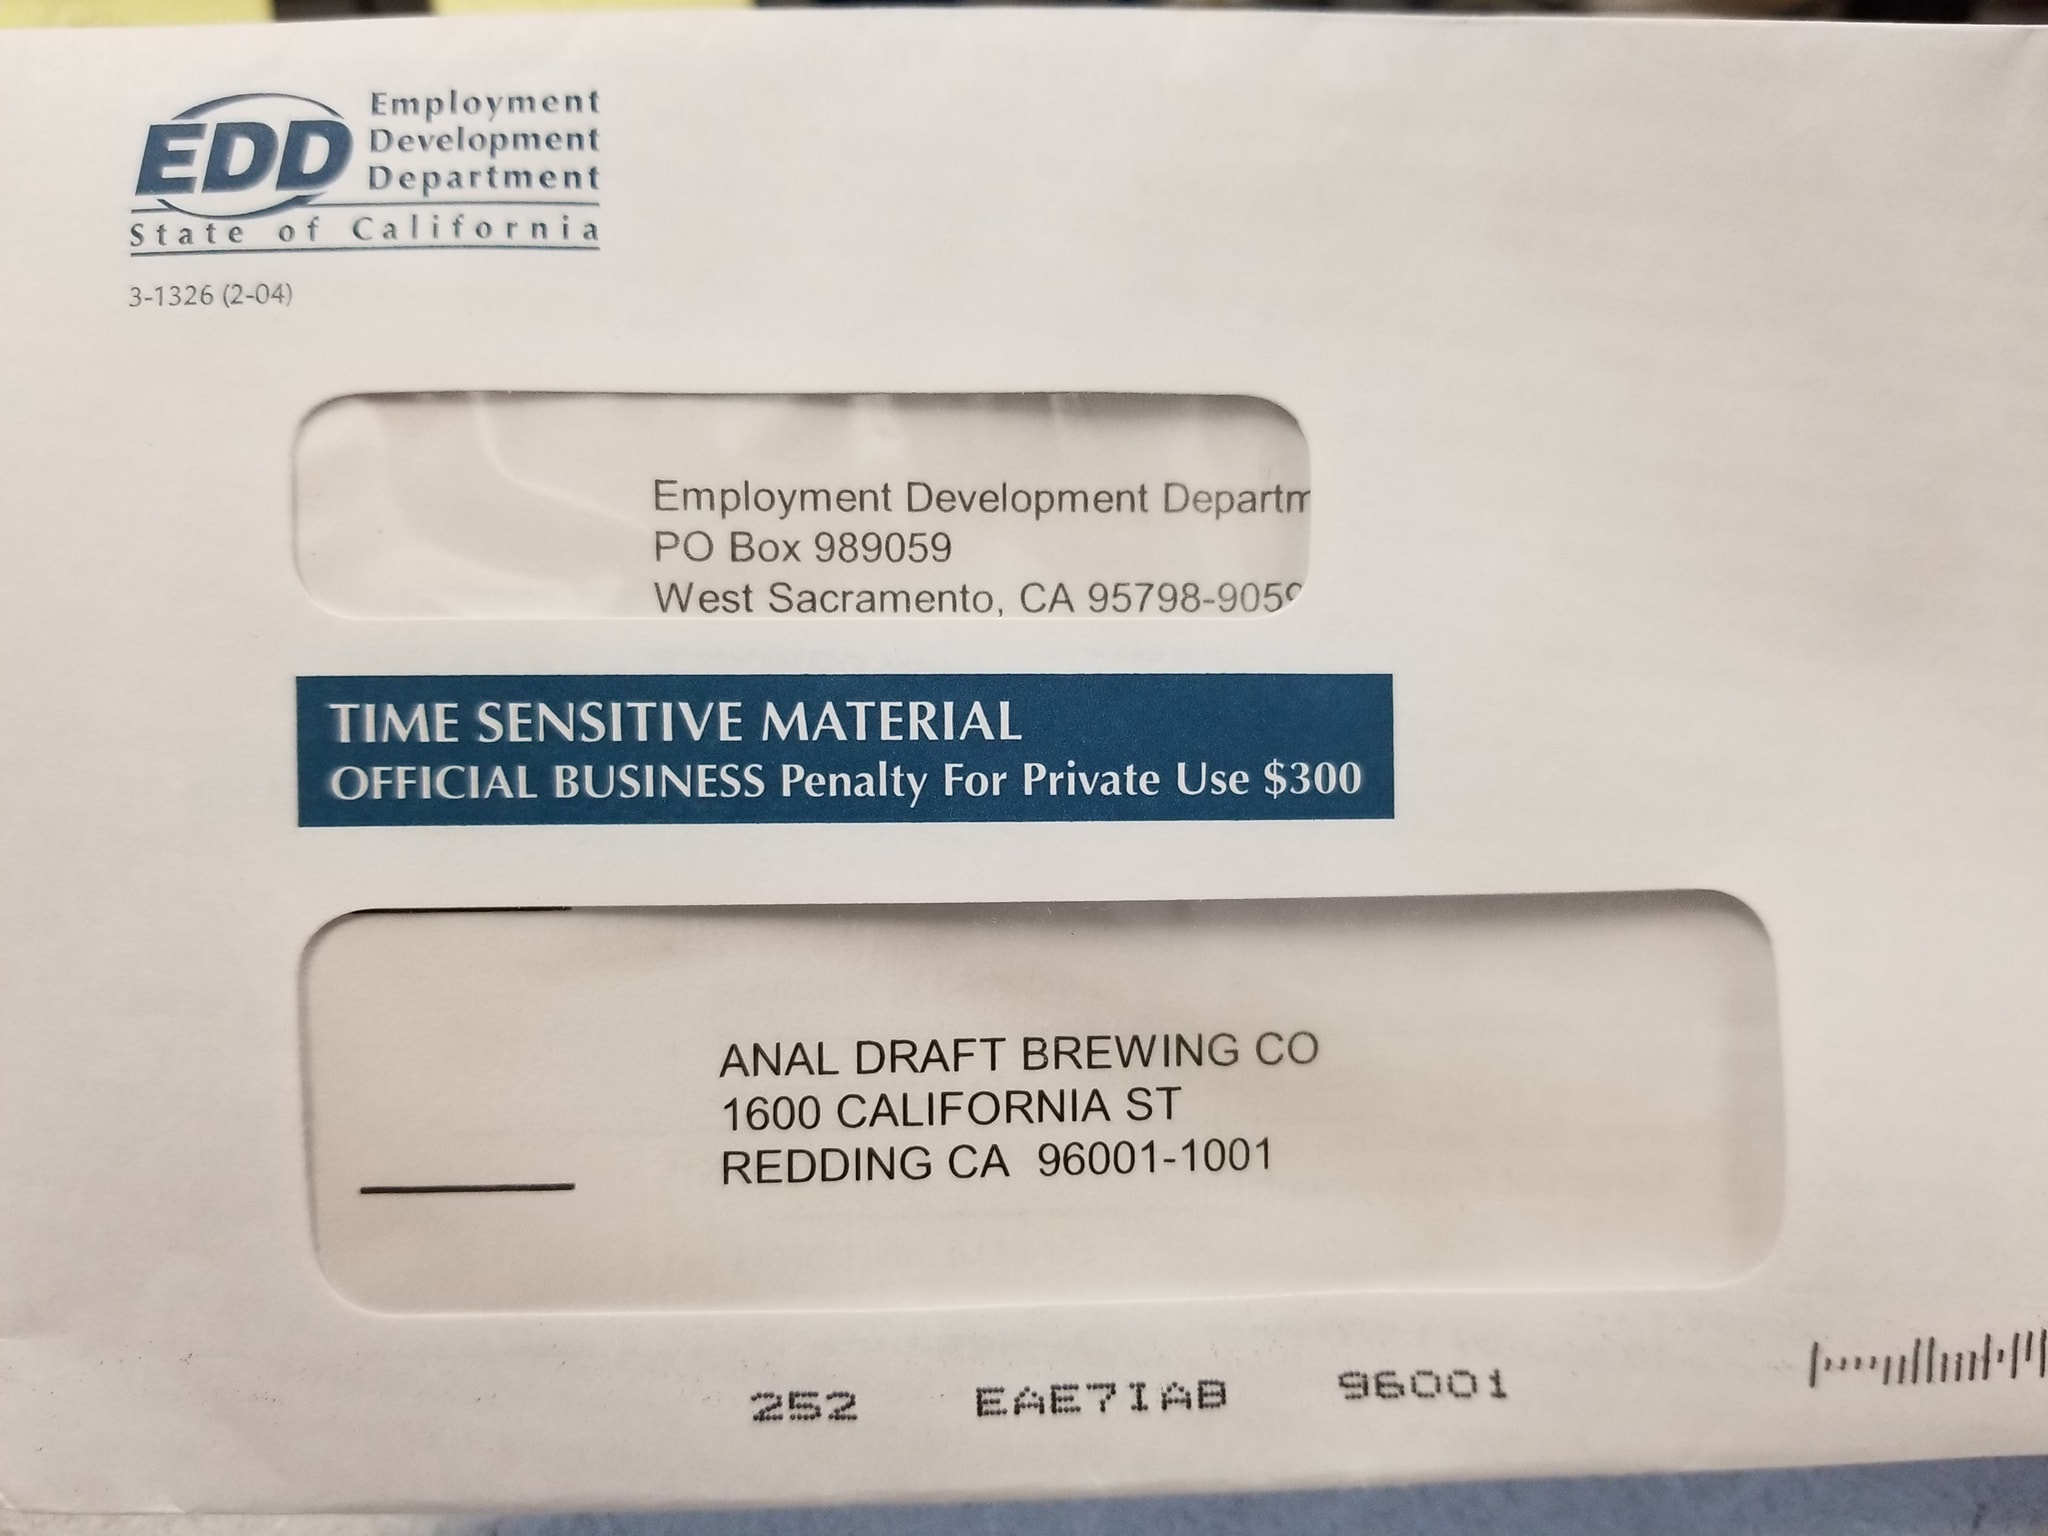 EDD
Employment
Development
Department
State of California
3-1326 (2-04)
Employment Development Departm
PO Box 989059
West Sacramento, CA 95798-9059
TIME SENSITIVE MATERIAL
OFFICIAL BUSINESS Penalty For Private Use $300
ANAL DRAFT BREWING CO
1600 CALIFORNIA ST
REDDING CA 96001-1001
252 EAE7IAB 96001